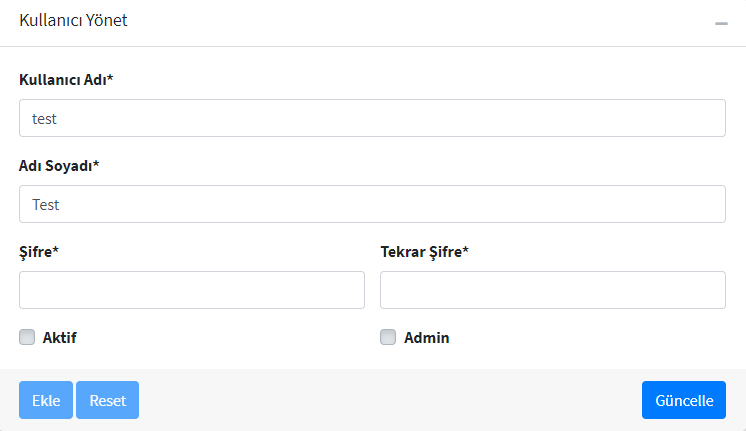 Kullanıcı Yönet
Kullanıcı Adı*
test
Adı Soyadı*
Test
Şifre* Tekrar Şifre*
Aktif Admin
Ekle Reset Güncelle